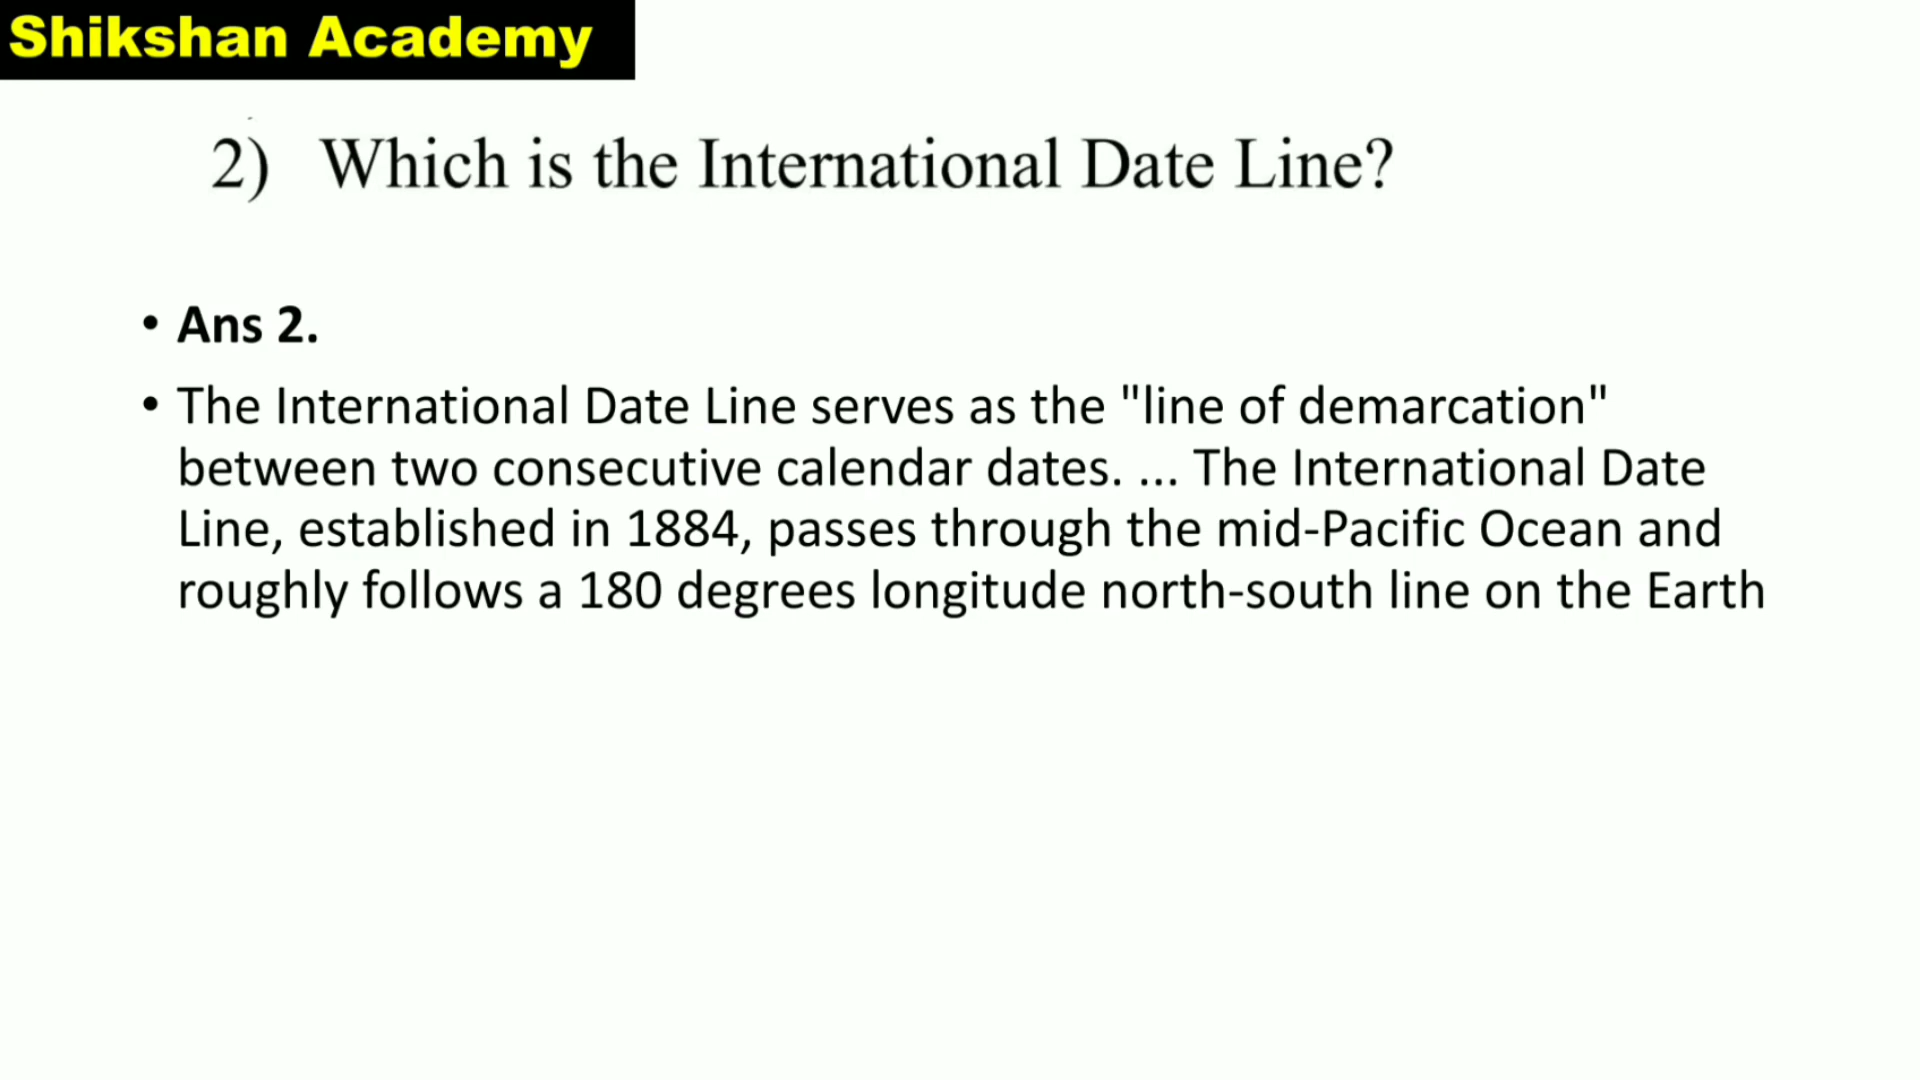 Shikshan Academy
2) Which is the International Date Line?
• Ans 2.
• The International Date Line serves as the "line of demarcation"
between two consecutive calendar dates. ... The International Date
Line, established in 1884, passes through the mid-Pacific Ocean and
roughly follows a 180 degrees longitude north-south line on the Earth